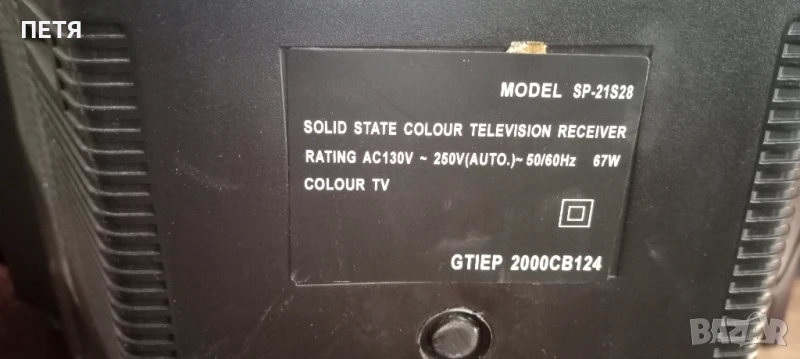 ПЕТЯ
MODEL SP-21S28
SOLID STATE COLOUR TELEVISION RECEIVER
RATING AC130V ~ 250V(AUTO.)~ 50/60Hz 67W
COLOUR TV
GTIEP 2000CB124
BAZAR